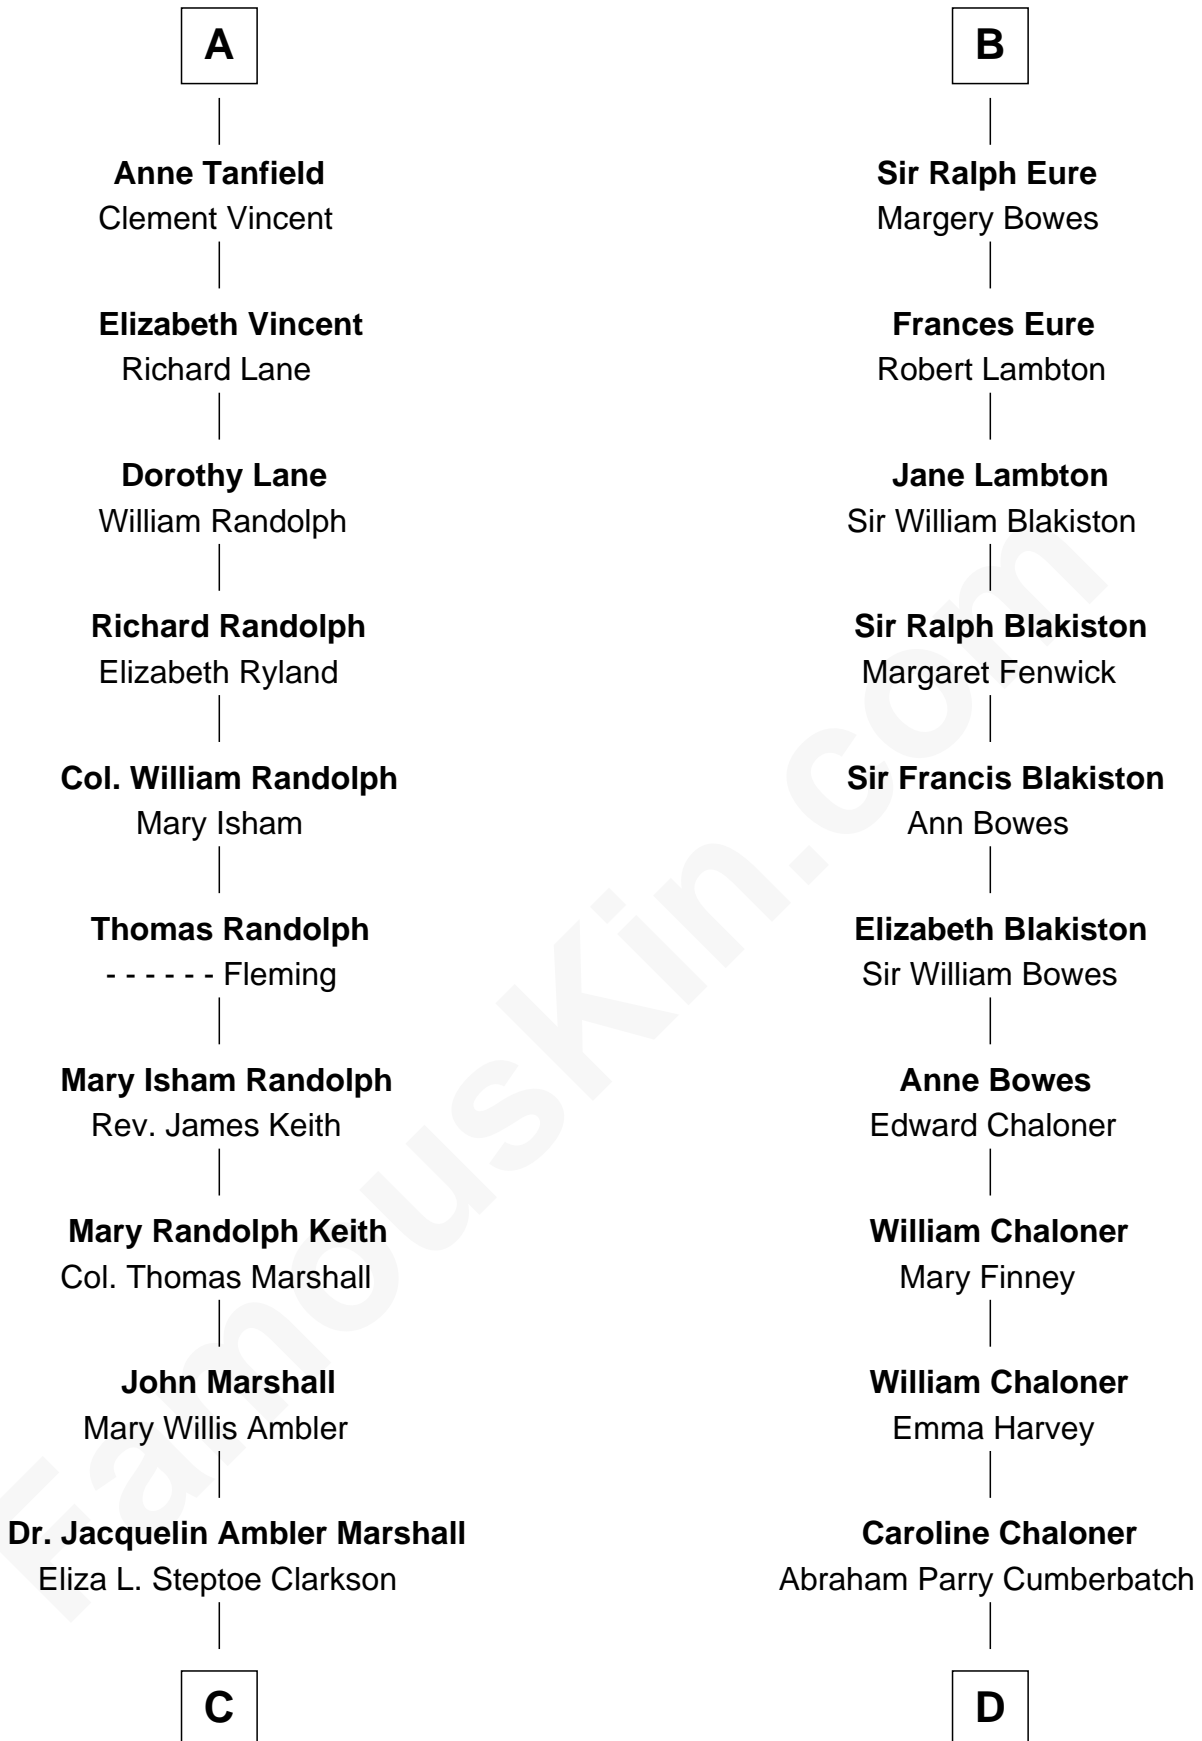 A
Anne Tanfield
Clement Vincent
Elizabeth Vincent
Richard Lane
Dorothy Lane
William Randolph
Richard Randolph
Elizabeth Ryland
Col. William Randolph
Mary Isham
Thomas Randolph
- - - - - - Fleming
Mary Isham Randolph
Rev. James Keith
Mary Randolph Keith
Col. Thomas Marshall
John Marshall
Mary Willis Ambler
Dr. Jacquelin Ambler Marshall
Eliza L. Steptoe Clarkson
C
B
Sir Ralph Eure
Margery Bowes
Frances Eure
Robert Lambton
Jane Lambton
Sir William Blakiston
Sir Ralph Blakiston
Margaret Fenwick
Sir Francis Blakiston
Ann Bowes
Elizabeth Blakiston
Sir William Bowes
Anne Bowes
Edward Chaloner
William Chaloner
Mary Finney
William Chaloner
Emma Harvey
Caroline Chaloner
Abraham Parry Cumberbatch
D
FamousKin.com